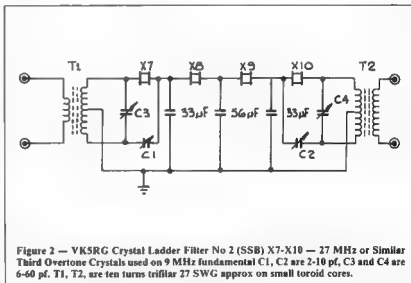 T1 X7 X8 X9 X10 T2
C3 33µF 56µF 33µF C4
C1 C2
Figure 2 — VK5RG Crystal Ladder Filter No 2 (SSB) X7-X10 — 27 MHz or Similar
Third Overtone Crystals used on 9 MHz fundamental C1, C2 are 2-10 pf, C3 and C4 are
6-60 pf. T1, T2, are ten turns trifilar 27 SWG approx on small toroid cores.